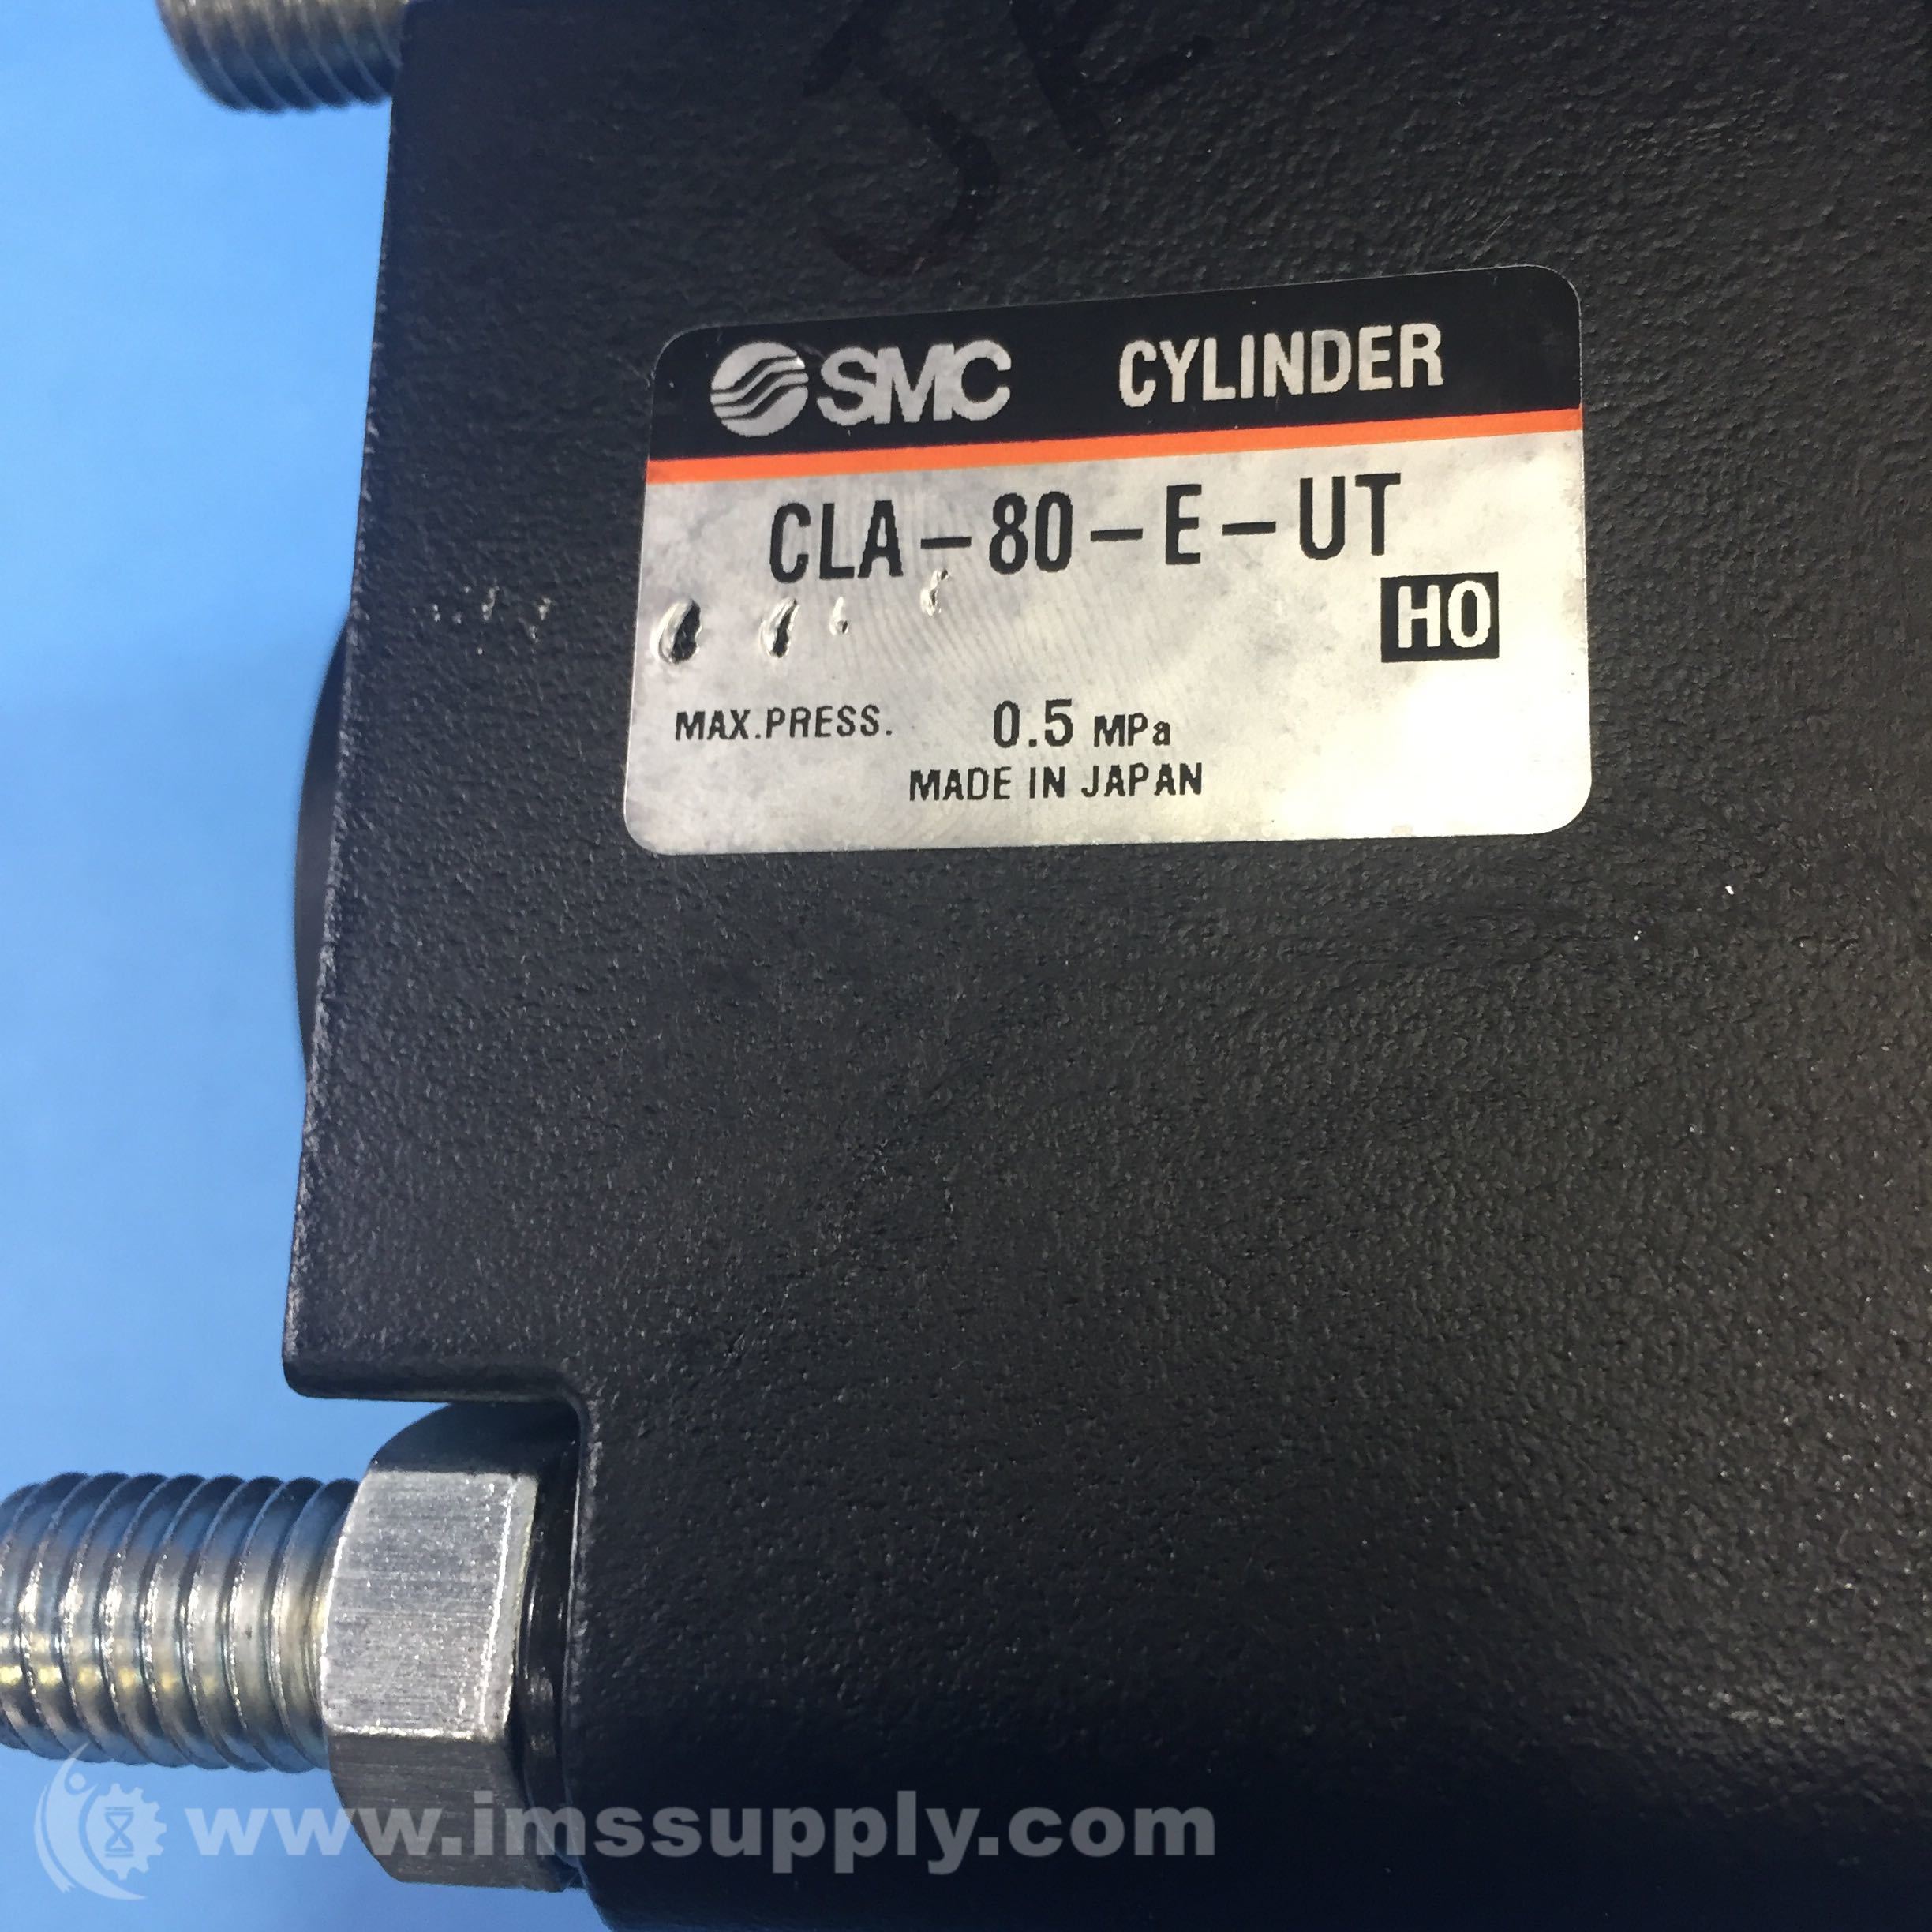 SMC CYLINDER
CLA-80-E-UT
HO
MAX.PRESS. 0.5 MPa
MADE IN JAPAN
www.imssupply.com